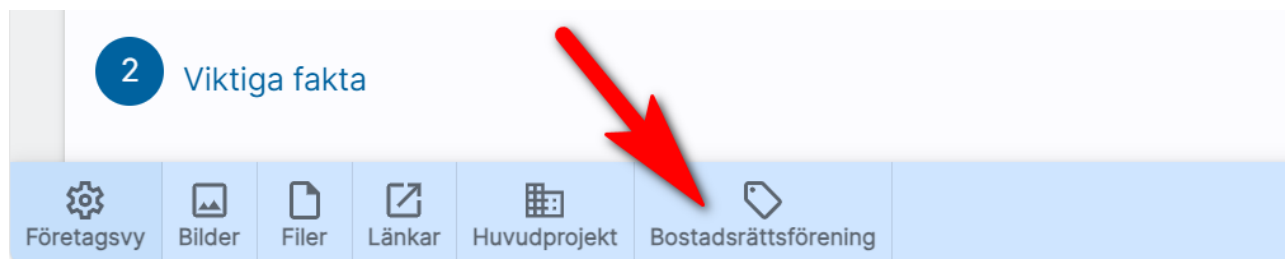 2 Viktiga fakta
Företagsvy Bilder Filer Länkar Huvudprojekt Bostadsrättsförening